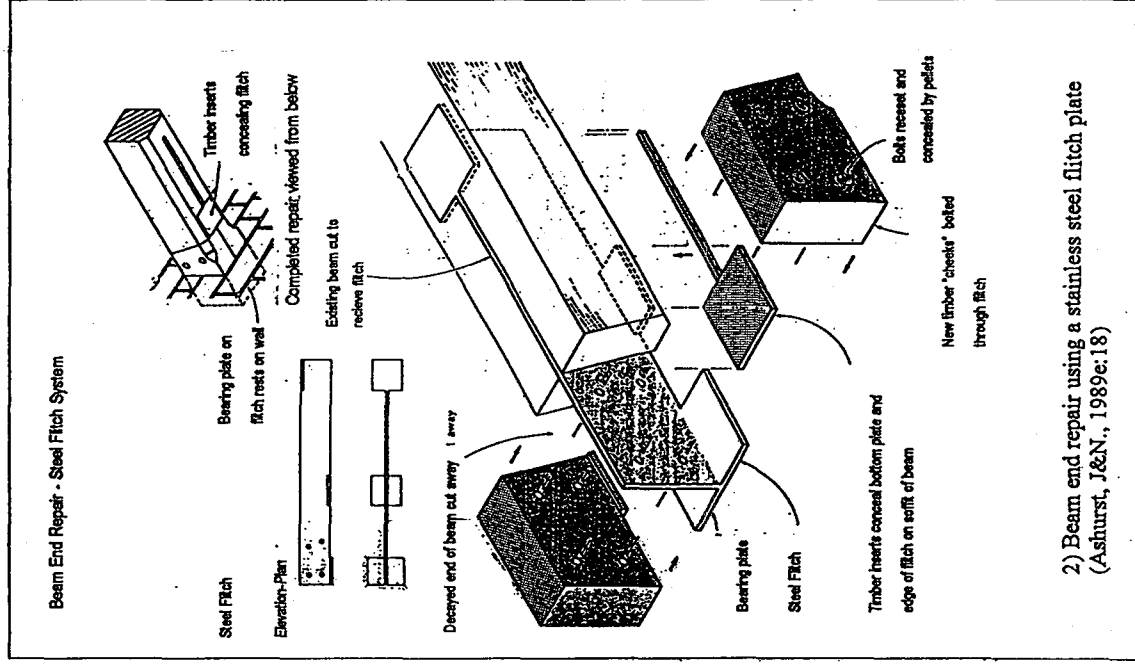 Beam End Repair - Steel Flitch System
Timber inserts
concealing flitch
Bearing plate on
flitch rests on wall
Completed repair, viewed from below
Steel Flitch
Elevation-Plan
Existing beam cut to
recieve flitch
Decayed end of beam cut away t away
Bearing plate
Steel Flitch
Timber inserts conceal bottom plate and
edge of flitch on soffit of beam
Bolts receset and
concealed by pellets
New timber "cheeks" bolted
through flitch
2) Beam end repair using a stainless steel flitch plate
(Ashurst, J&N., 1989e:18)